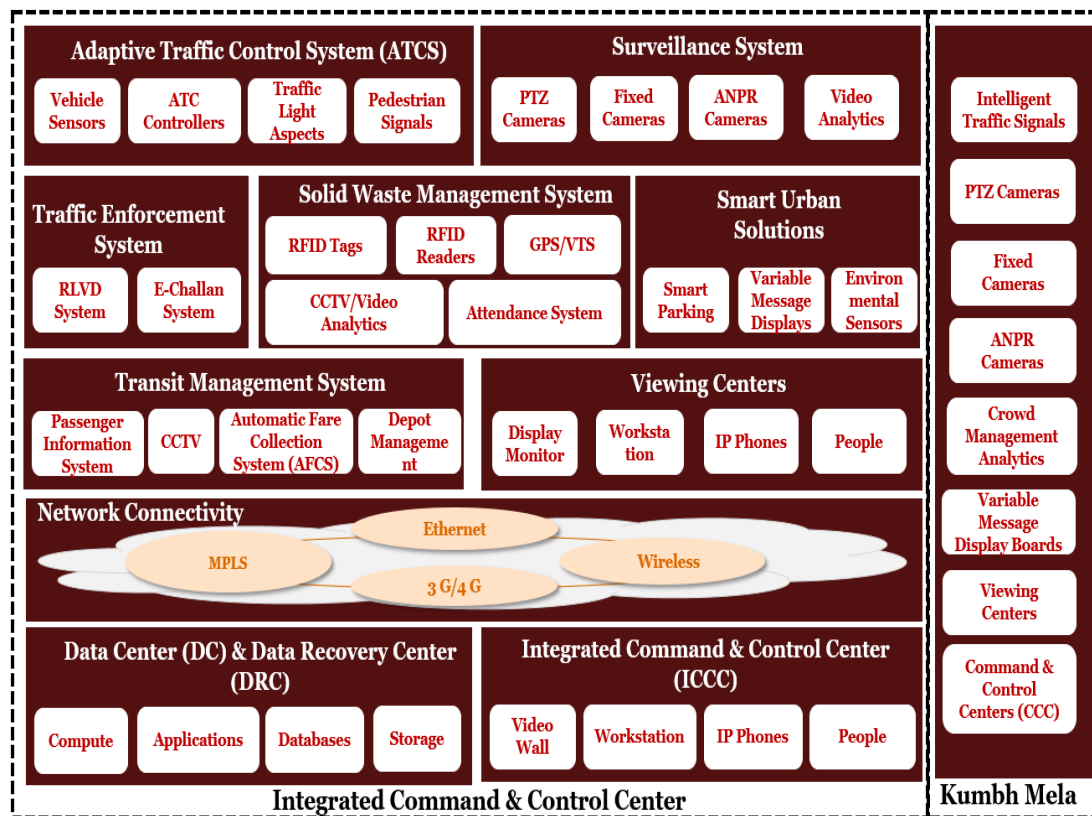 Adaptive Traffic Control System (ATCS)
Vehicle
Sensors
ATC
Controllers
Traffic
Light
Aspects
Pedestrian
Signals
Surveillance System
PTZ
Cameras
Fixed
Cameras
ANPR
Cameras
Video
Analytics
Traffic Enforcement
System
RLVD
System
E-Challan
System
Solid Waste Management System
RFID Tags
RFID
Readers
GPS/VTS
CCTV/Video
Analytics
Attendance System
Smart Urban
Solutions
Smart
Parking
Variable
Message
Displays
Environ
mental
Sensors
Transit Management System
Passenger
Information
System
CCTV
Automatic Fare
Collection
System (AFCS)
Depot
Manageme
nt
Viewing Centers
Display
Monitor
Worksta
tion
IP Phones
People
Network Connectivity
Ethernet
MPLS
Wireless
3 G/4 G
Data Center (DC) & Data Recovery Center
(DRC)
Compute
Applications
Databases
Storage
Integrated Command & Control Center
(ICCC)
Video
Wall
Workstation
IP Phones
People
Integrated Command & Control Center
Intelligent
Traffic Signals
PTZ Cameras
Fixed
Cameras
ANPR
Cameras
Crowd
Management
Analytics
Variable
Message
Display Boards
Viewing
Centers
Command &
Control
Centers (CCC)
Kumbh Mela